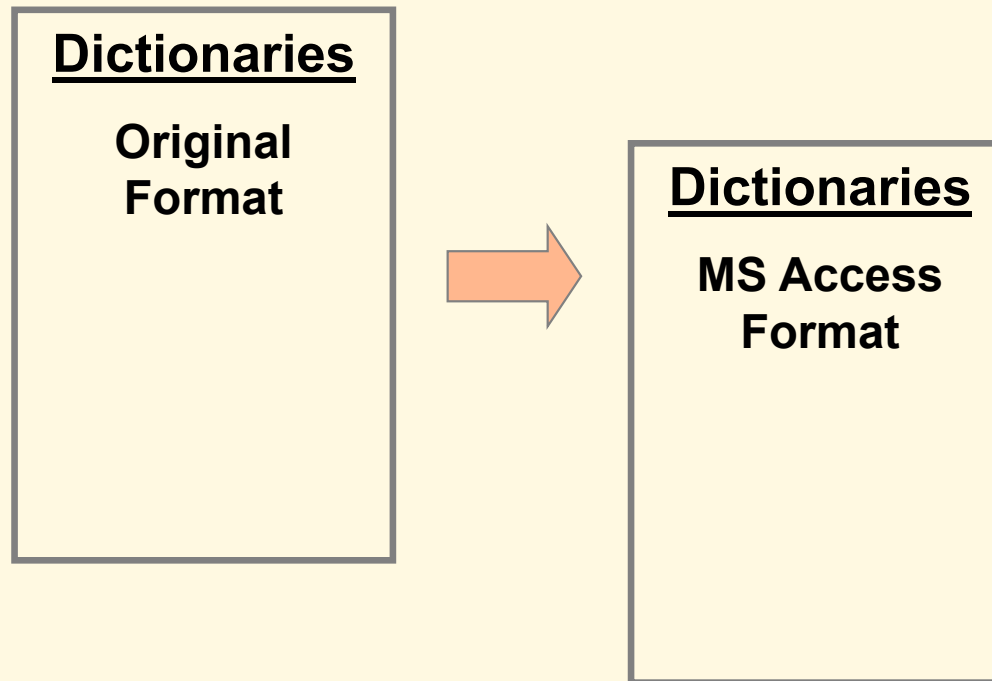 Dictionaries
Original
Format
Dictionaries
MS Access
Format